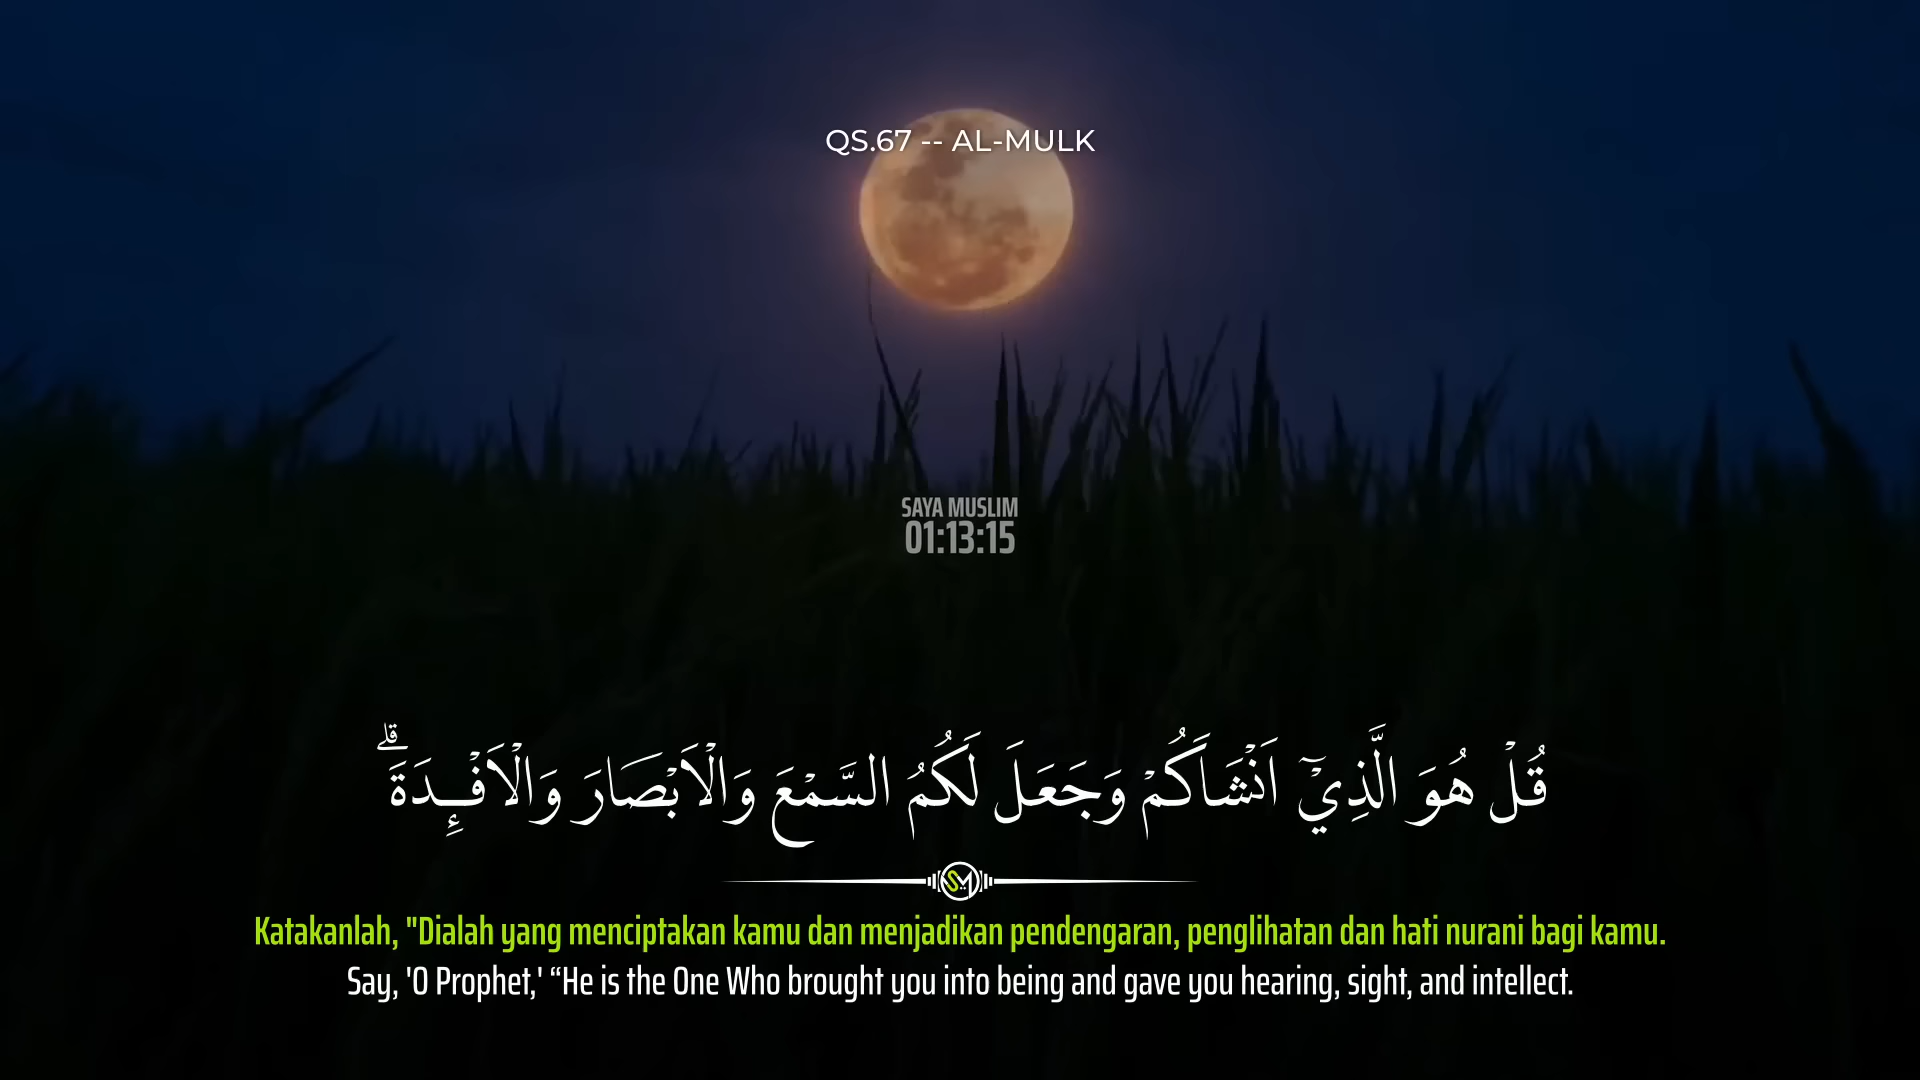 QS.67 -- AL-MULK
SAYA MUSLIM
01:13:15
قُلْ هُوَ الَّذِيْٓ اَنْشَاَكُمْ وَجَعَلَ لَكُمُ السَّمْعَ وَالْاَبْصَارَ وَالْاَفْـِٕدَةَۗ
Katakanlah, "Dialah yang menciptakan kamu dan menjadikan pendengaran, penglihatan dan hati nurani bagi kamu.
Say, 'O Prophet,' “He is the One Who brought you into being and gave you hearing, sight, and intellect.